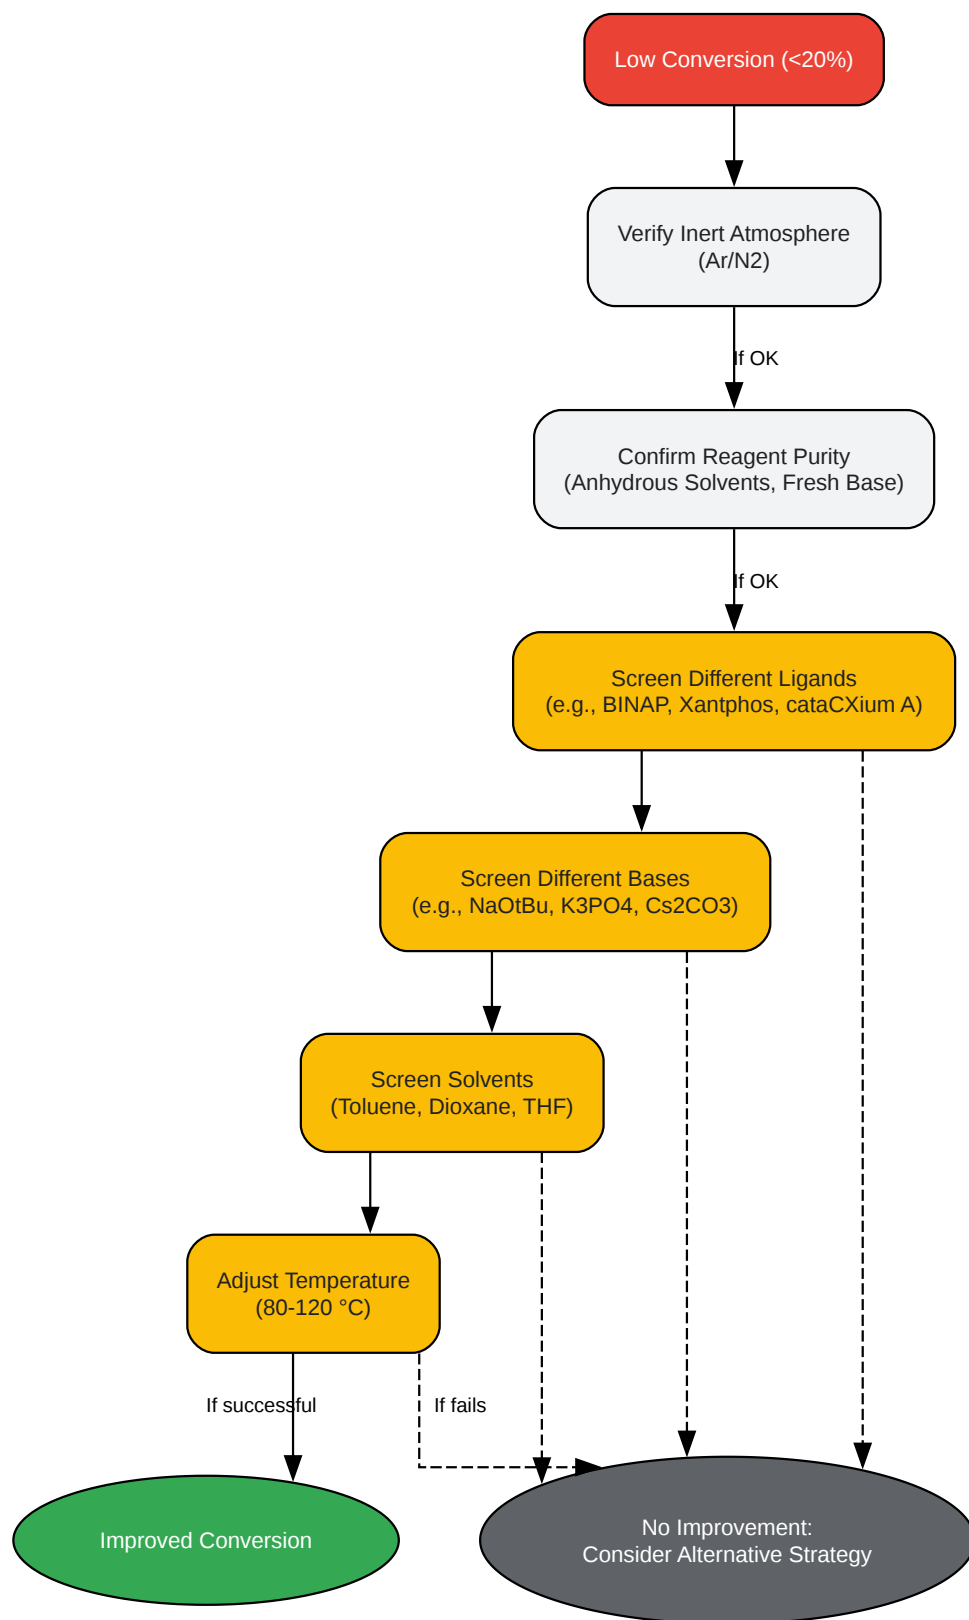 Low Conversion (<20%)
Verify Inert Atmosphere
(Ar/N2)
If OK
Confirm Reagent Purity
(Anhydrous Solvents, Fresh Base)
If OK
Screen Different Ligands
(e.g., BINAP, Xantphos, cataCXium A)
Screen Different Bases
(e.g., NaOtBu, K3PO4, Cs2CO3)
Screen Solvents
(Toluene, Dioxane, THF)
Adjust Temperature
(80-120 °C)
If successful
If fails
Improved Conversion
No Improvement:
Consider Alternative Strategy